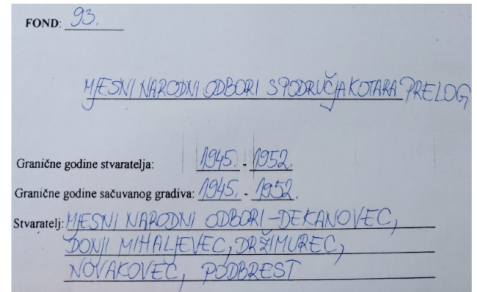 FOND: 93.
MJESNI NARODNI ODBORI S PODRUČJA KOTARA PRELOG
Granične godine stvaratelja: 1945. - 1952.
Granične godine sačuvanog gradiva: 1945. - 1952.
Stvaratelj: MJESNI NARODNI ODBORI - DEKANOVEC,
DONJI MIHALJEVEC, DRŽIMUREC,
NOVAKOVEC, PODBREST